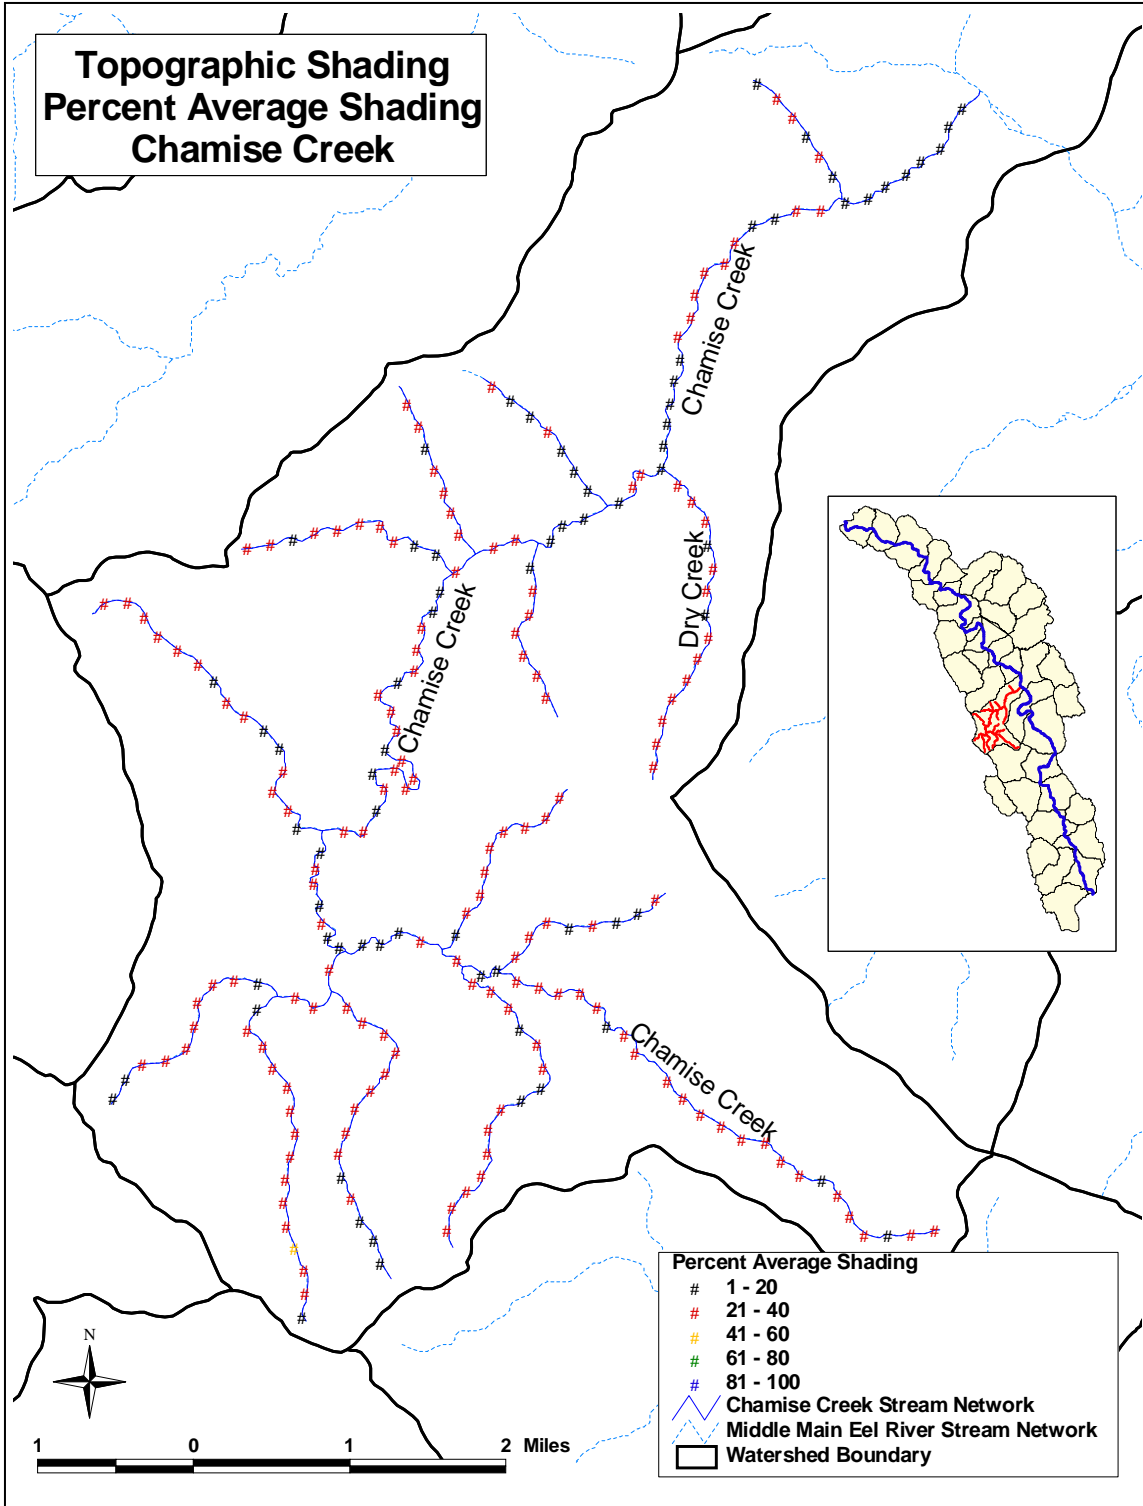 Topographic Shading
Percent Average Shading
Chamise Creek
Chamise Creek
Dry Creek
Chamise Creek
Chamise Creek
Percent Average Shading
# 1 - 20
# 21 - 40
# 41 - 60
# 61 - 80
# 81 - 100
Chamise Creek Stream Network
Middle Main Eel River Stream Network
Watershed Boundary
N
1 0 1 2 Miles